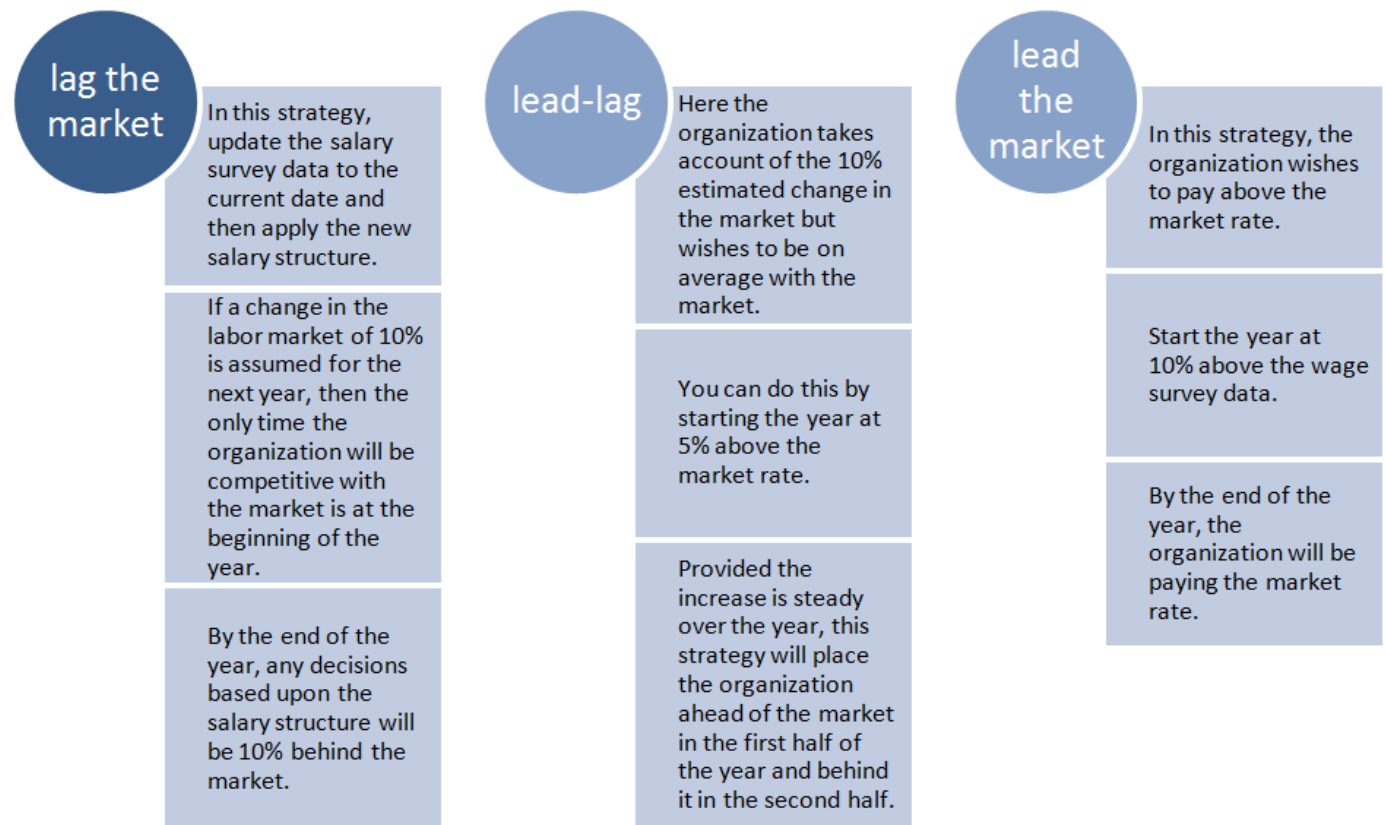 lag the
market
In this strategy,
update the salary
survey data to the
current date and
then apply the new
salary structure.
If a change in the
labor market of 10%
is assumed for the
next year, then the
only time the
organization will be
competitive with
the market is at the
beginning of the
year.
By the end of the
year, any decisions
based upon the
salary structure will
be 10% behind the
market.
lead-lag
Here the
organization takes
account of the 10%
estimated change in
the market but
wishes to be on
average with the
market.
You can do this by
starting the year at
5% above the
market rate.
Provided the
increase is steady
over the year, this
strategy will place
the organization
ahead of the market
in the first half of
the year and behind
it in the second half.
lead
the
market
In this strategy, the
organization wishes
to pay above the
market rate.
Start the year at
10% above the wage
survey data.
By the end of the
year, the
organization will be
paying the market
rate.